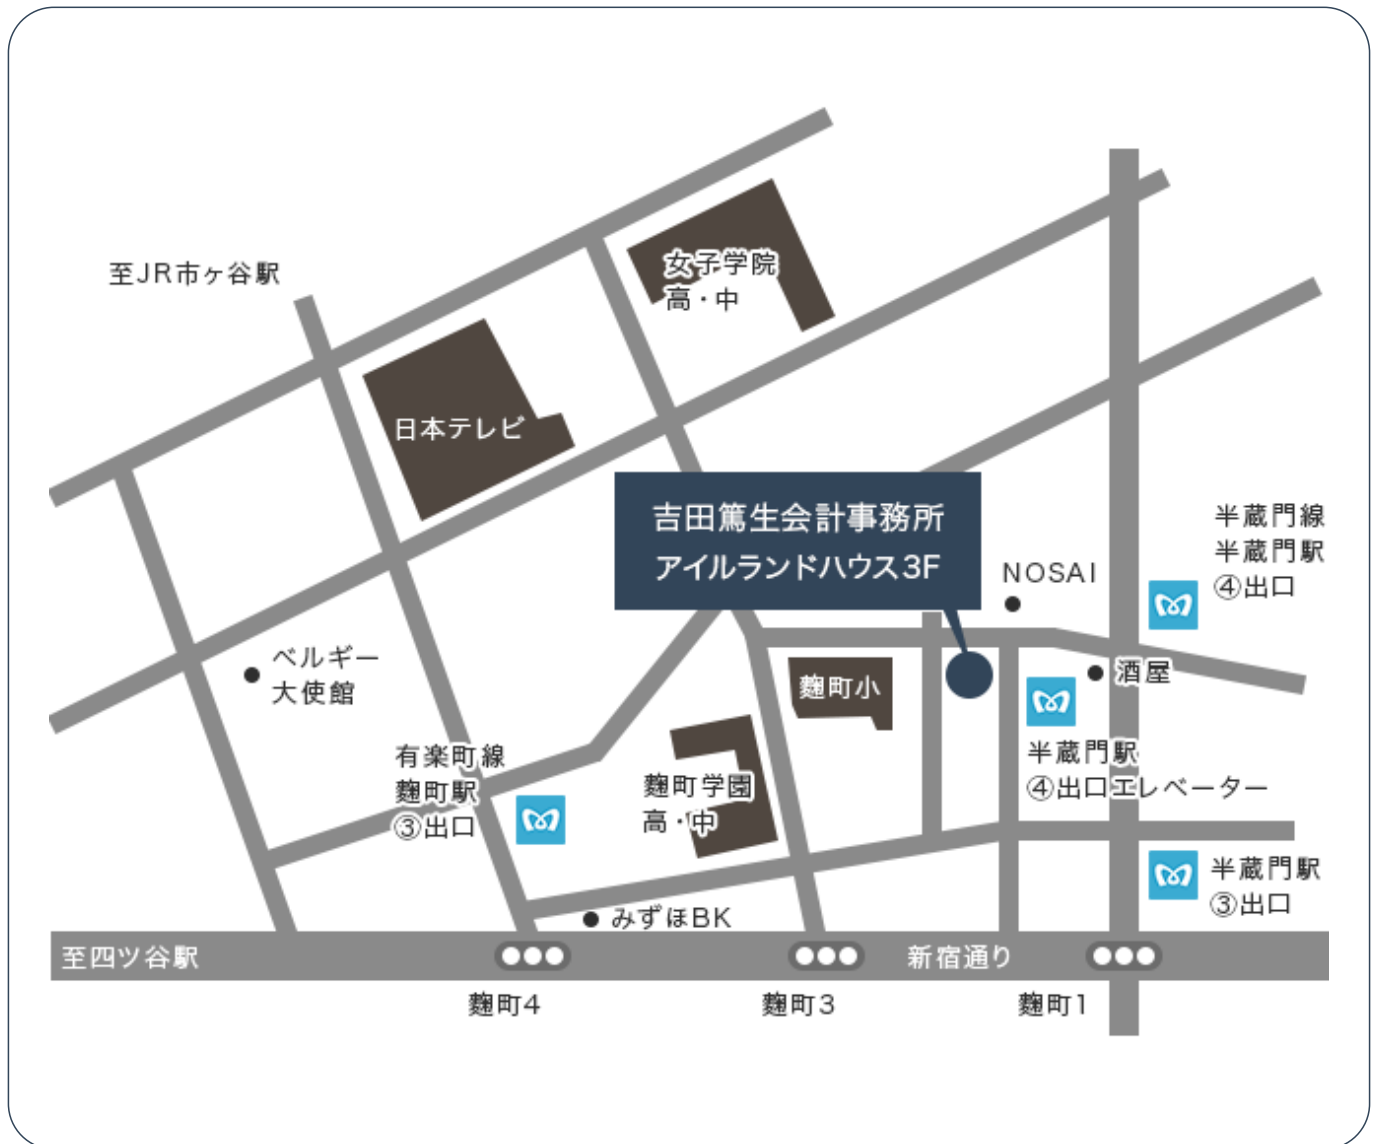 至JR市ヶ谷駅
女子学院
高・中
日本テレビ
吉田篤生会計事務所
アイルランドハウス3F
NOSAI
半蔵門線
半蔵門駅
④出口
ベルギー
大使館
麹町小
酒屋
有楽町線
麹町駅
③出口
麹町学園
高・中
半蔵門駅
④出口エレベーター
半蔵門駅
③出口
みずほBK
至四ツ谷駅
新宿通り
麹町4
麹町3
麹町1